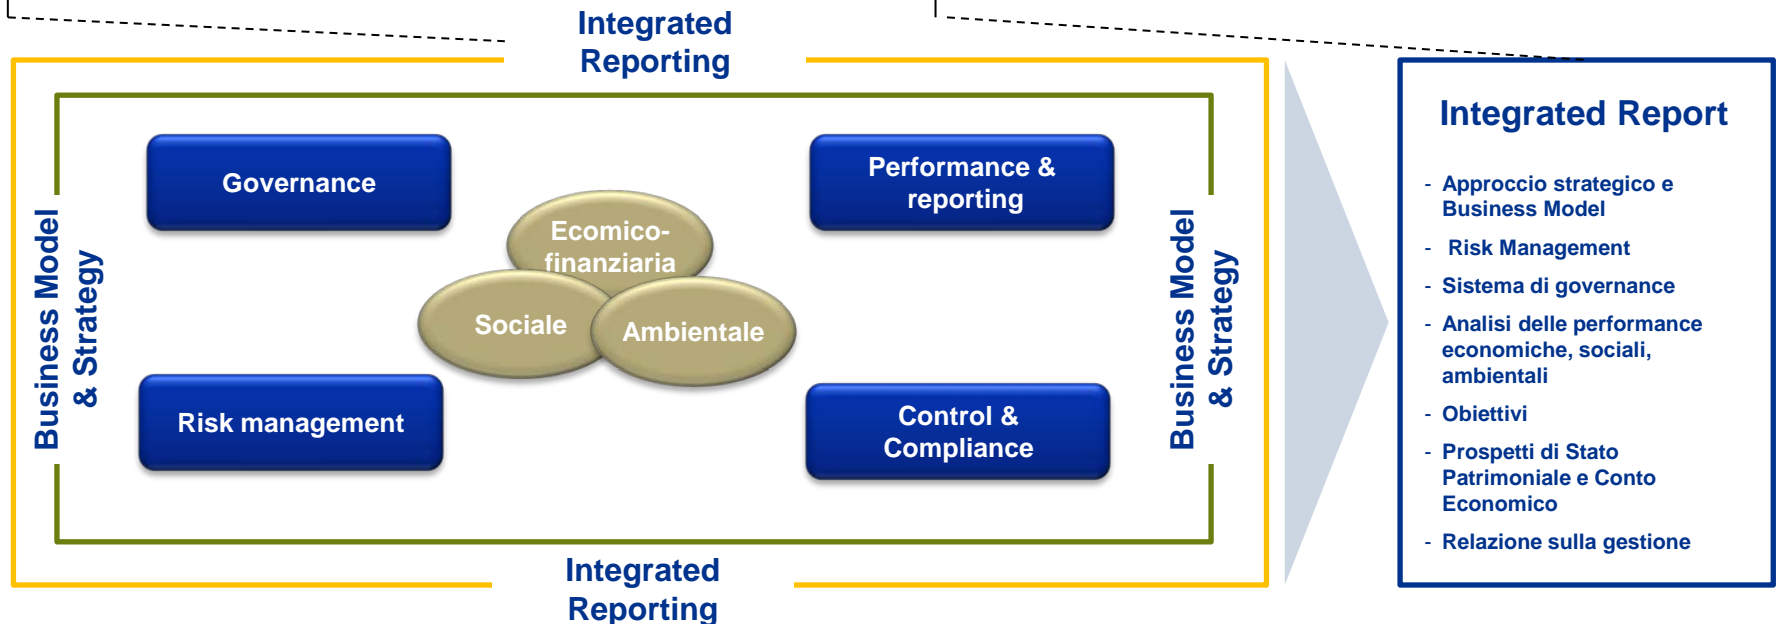 Integrated
Reporting
Business Model
& Strategy
Governance
Performance &
reporting
Ecomico-
finanziaria
Sociale
Ambientale
Risk management
Control &
Compliance
Business Model
& Strategy
Integrated
Reporting
Integrated Report
- Approccio strategico e
Business Model
- Risk Management
- Sistema di governance
- Analisi delle performance
economiche, sociali,
ambientali
- Obiettivi
- Prospetti di Stato
Patrimoniale e Conto
Economico
- Relazione sulla gestione